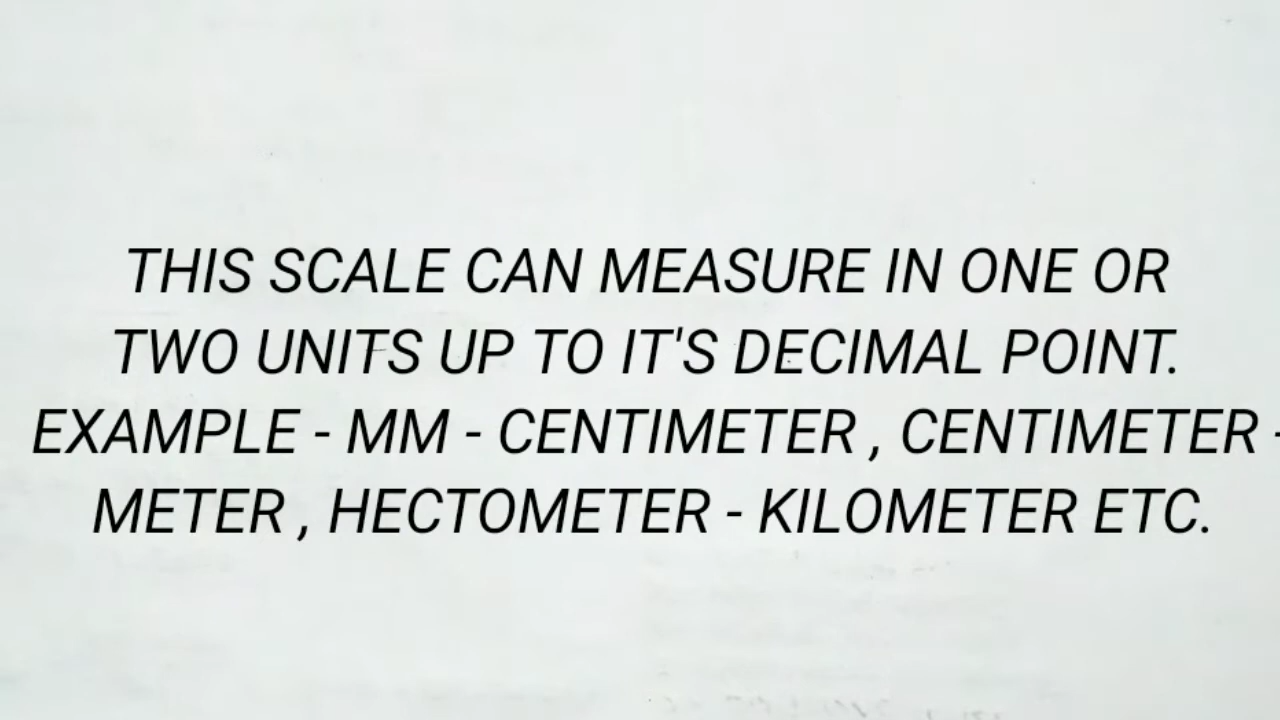 THIS SCALE CAN MEASURE IN ONE OR
TWO UNITS UP TO IT'S DECIMAL POINT.
EXAMPLE - MM - CENTIMETER , CENTIMETER -
METER , HECTOMETER - KILOMETER ETC.